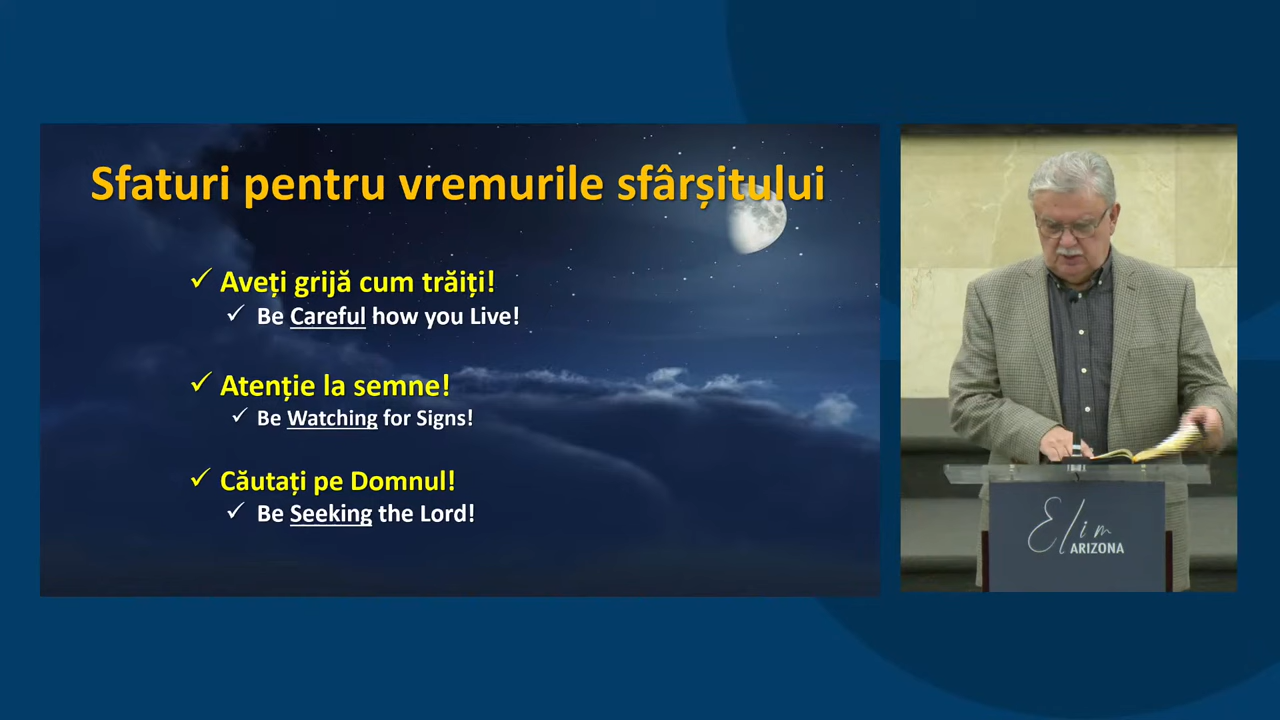 Sfaturi pentru vremurile sfârșitului
✓ Aveți grijă cum trăiți!
✓ Be Careful how you Live!
✓ Atenție la semne!
✓ Be Watching for Signs!
✓ Căutați pe Domnul!
✓ Be Seeking the Lord!
Elim
ARIZONA